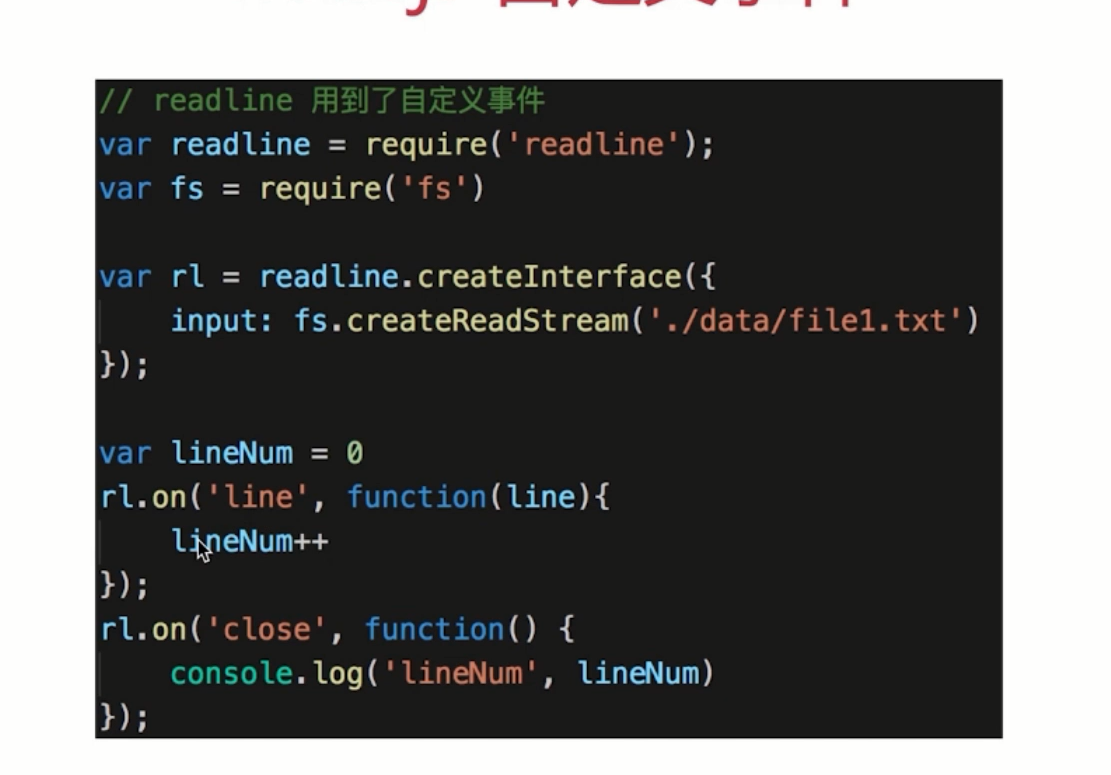 // readline 用到了自定义事件
var readline = require('readline');
var fs = require('fs')
var rl = readline.createInterface({
    input: fs.createReadStream('./data/file1.txt')
});
var lineNum = 0
rl.on('line', function(line){
    lineNum++
});
rl.on('close', function() {
    console.log('lineNum', lineNum)
});